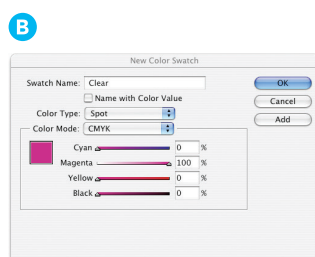 B
New Color Swatch
Swatch Name: Clear
OK
Name with Color Value
Cancel
Color Type: Spot
Add
Color Mode: CMYK
Cyan 0 %
Magenta 100 %
Yellow 0 %
Black 0 %